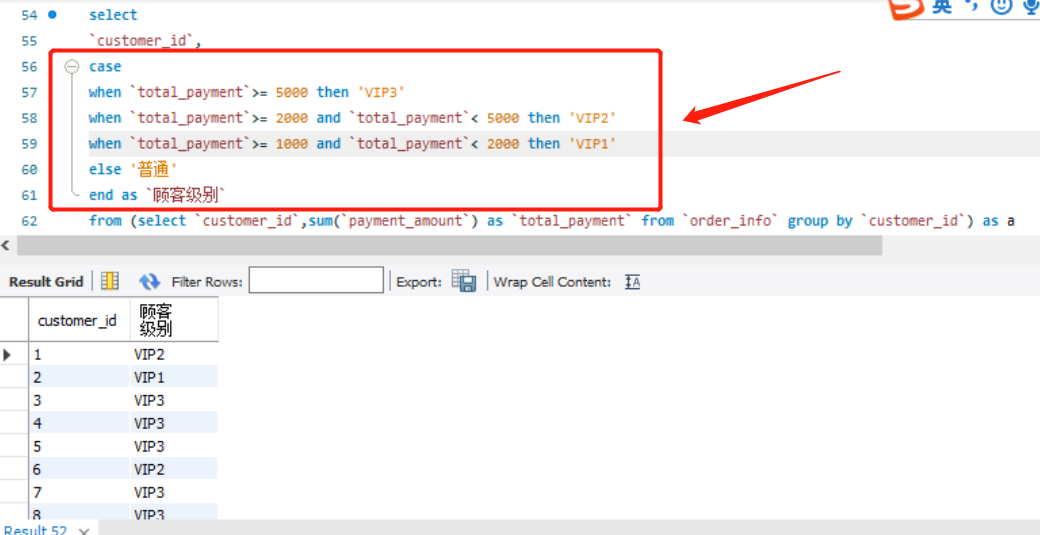 英
54 select
55 `customer_id`,
56 case
57 when `total_payment`>= 5000 then 'VIP3'
58 when `total_payment`>= 2000 and `total_payment`< 5000 then 'VIP2'
59 when `total_payment`>= 1000 and `total_payment`< 2000 then 'VIP1'
60 else '普通'
61 end as `顾客级别`
62 from (select `customer_id`,sum(`payment_amount`) as `total_payment` from `order_info` group by `customer_id`) as a
Result Grid Filter Rows: Export: Wrap Cell Content:
customer_id 顾客
级别
1 VIP2
2 VIP1
3 VIP3
4 VIP3
5 VIP3
6 VIP2
7 VIP3
8 VIP3
Result 52